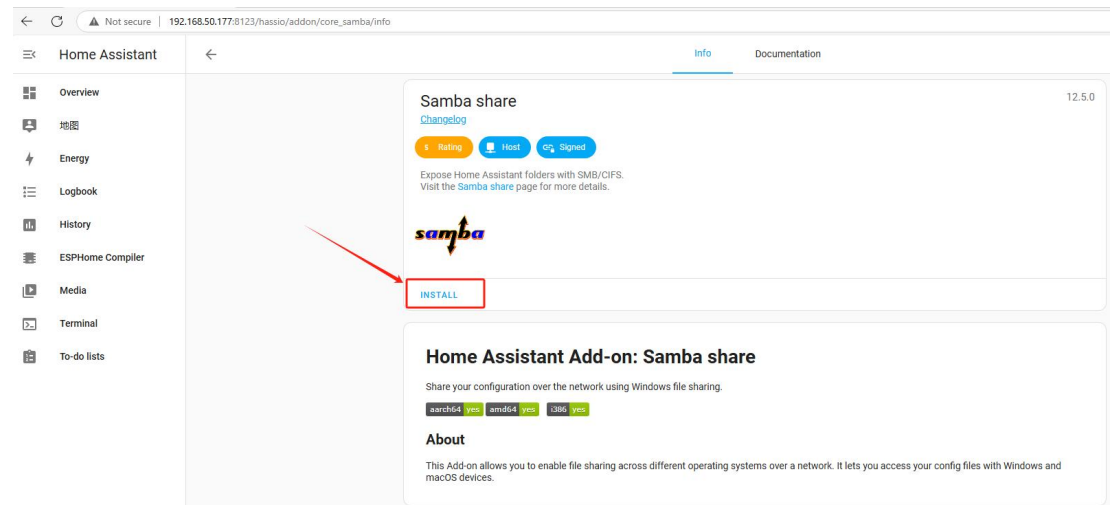 Not secure
192.168.50.177:8123/hassio/addon/core_samba/info
Home Assistant
Info
Documentation
Overview
地图
Energy
Logbook
History
ESPHome Compiler
Media
Terminal
To-do lists
Samba share
12.5.0
Changelog
5 Rating
Host
Signed
Expose Home Assistant folders with SMB/CIFS.
Visit the Samba share page for more details.
samba
INSTALL
Home Assistant Add-on: Samba share
Share your configuration over the network using Windows file sharing.
aarch64 yes amd64 yes i386 yes
About
This Add-on allows you to enable file sharing across different operating systems over a network. It lets you access your config files with Windows and
macOS devices.